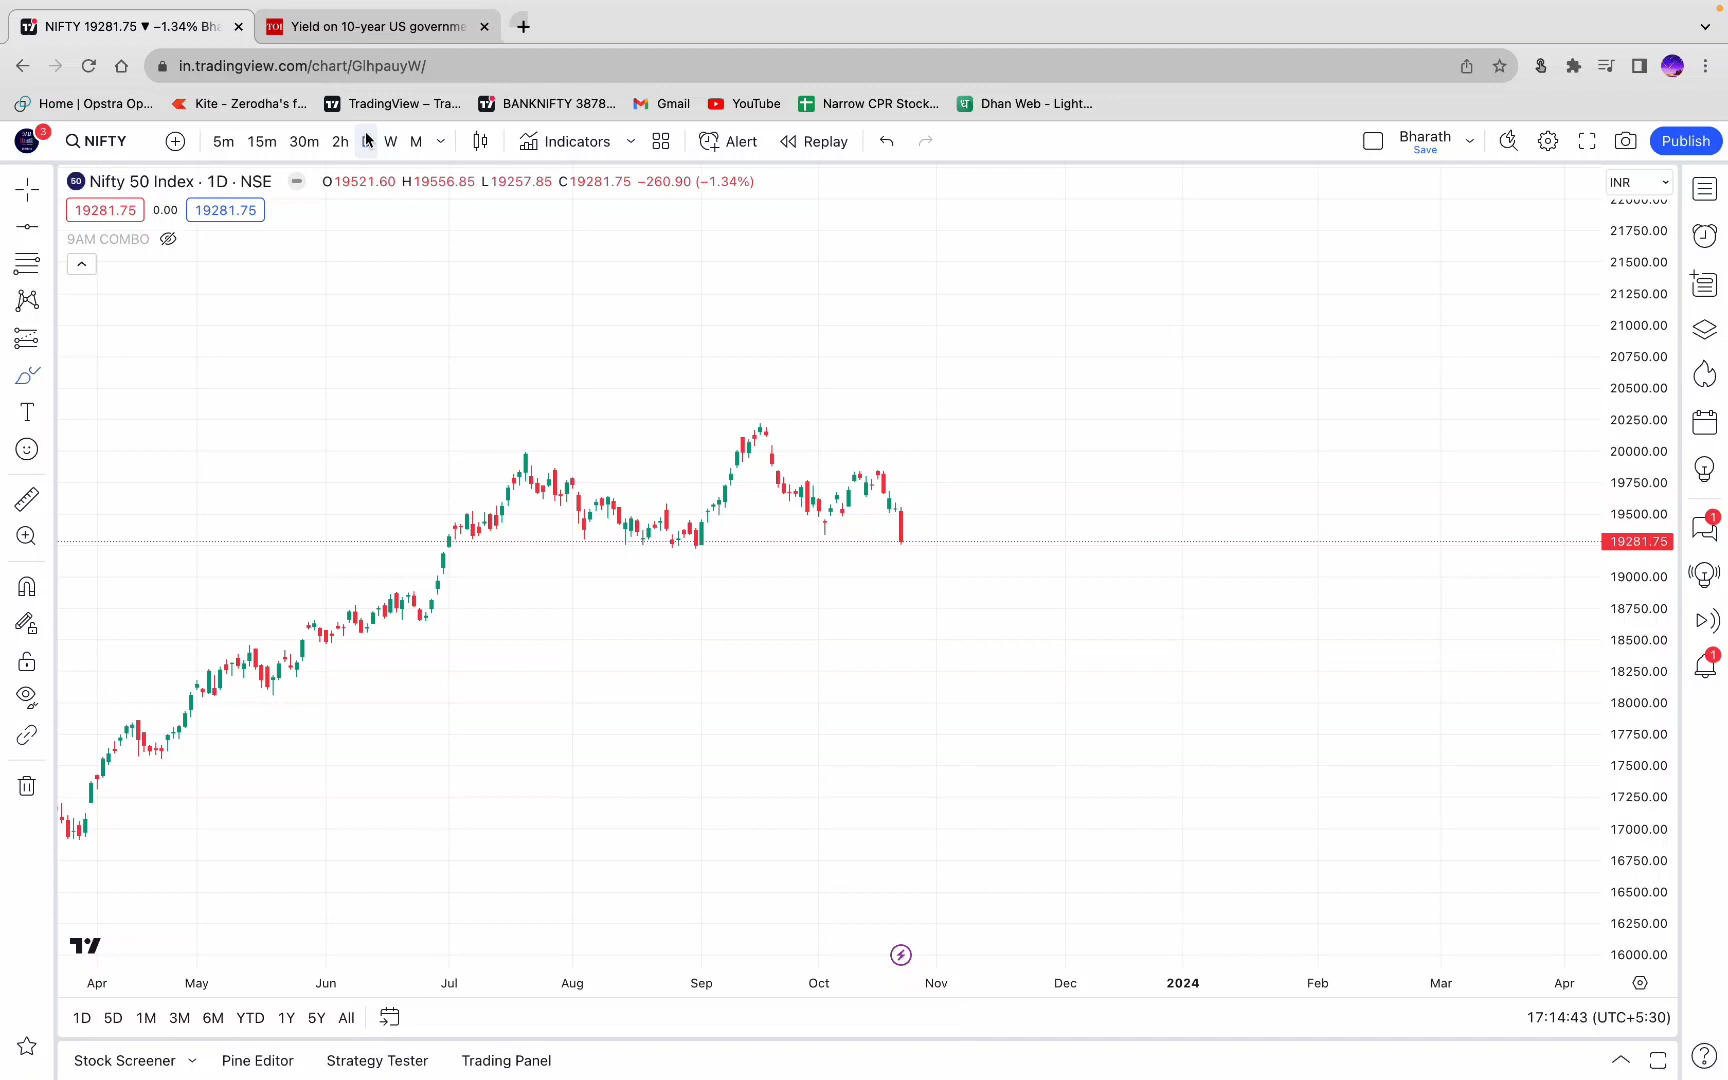 NIFTY 19281.75 ▼ −1.34% Bha
TOI Yield on 10-year US governme
in.tradingview.com/chart/GlhpauyW/
Home | Opstra Op... Kite - Zerodha's f... TradingView – Tra... BANKNIFTY 3878... Gmail YouTube Narrow CPR Stock... Dhan Web - Light...
3 NIFTY 5m 15m 30m 2h W M Indicators Alert Replay Bharath Publish
Save
50 Nifty 50 Index · 1D · NSE O19521.60 H19556.85 L19257.85 C19281.75 −260.90 (−1.34%) INR
19281.75 0.00 19281.75
9AM COMBO
22000.00
21750.00
21500.00
21250.00
21000.00
20750.00
20500.00
20250.00
20000.00
19750.00
19500.00
19281.75
19000.00
18750.00
18500.00
18250.00
18000.00
17750.00
17500.00
17250.00
17000.00
16750.00
16500.00
16250.00
16000.00
1
1
Apr May Jun Jul Aug Sep Oct Nov Dec 2024 Feb Mar Apr
1D 5D 1M 3M 6M YTD 1Y 5Y All 17:14:43 (UTC+5:30)
Stock Screener Pine Editor Strategy Tester Trading Panel